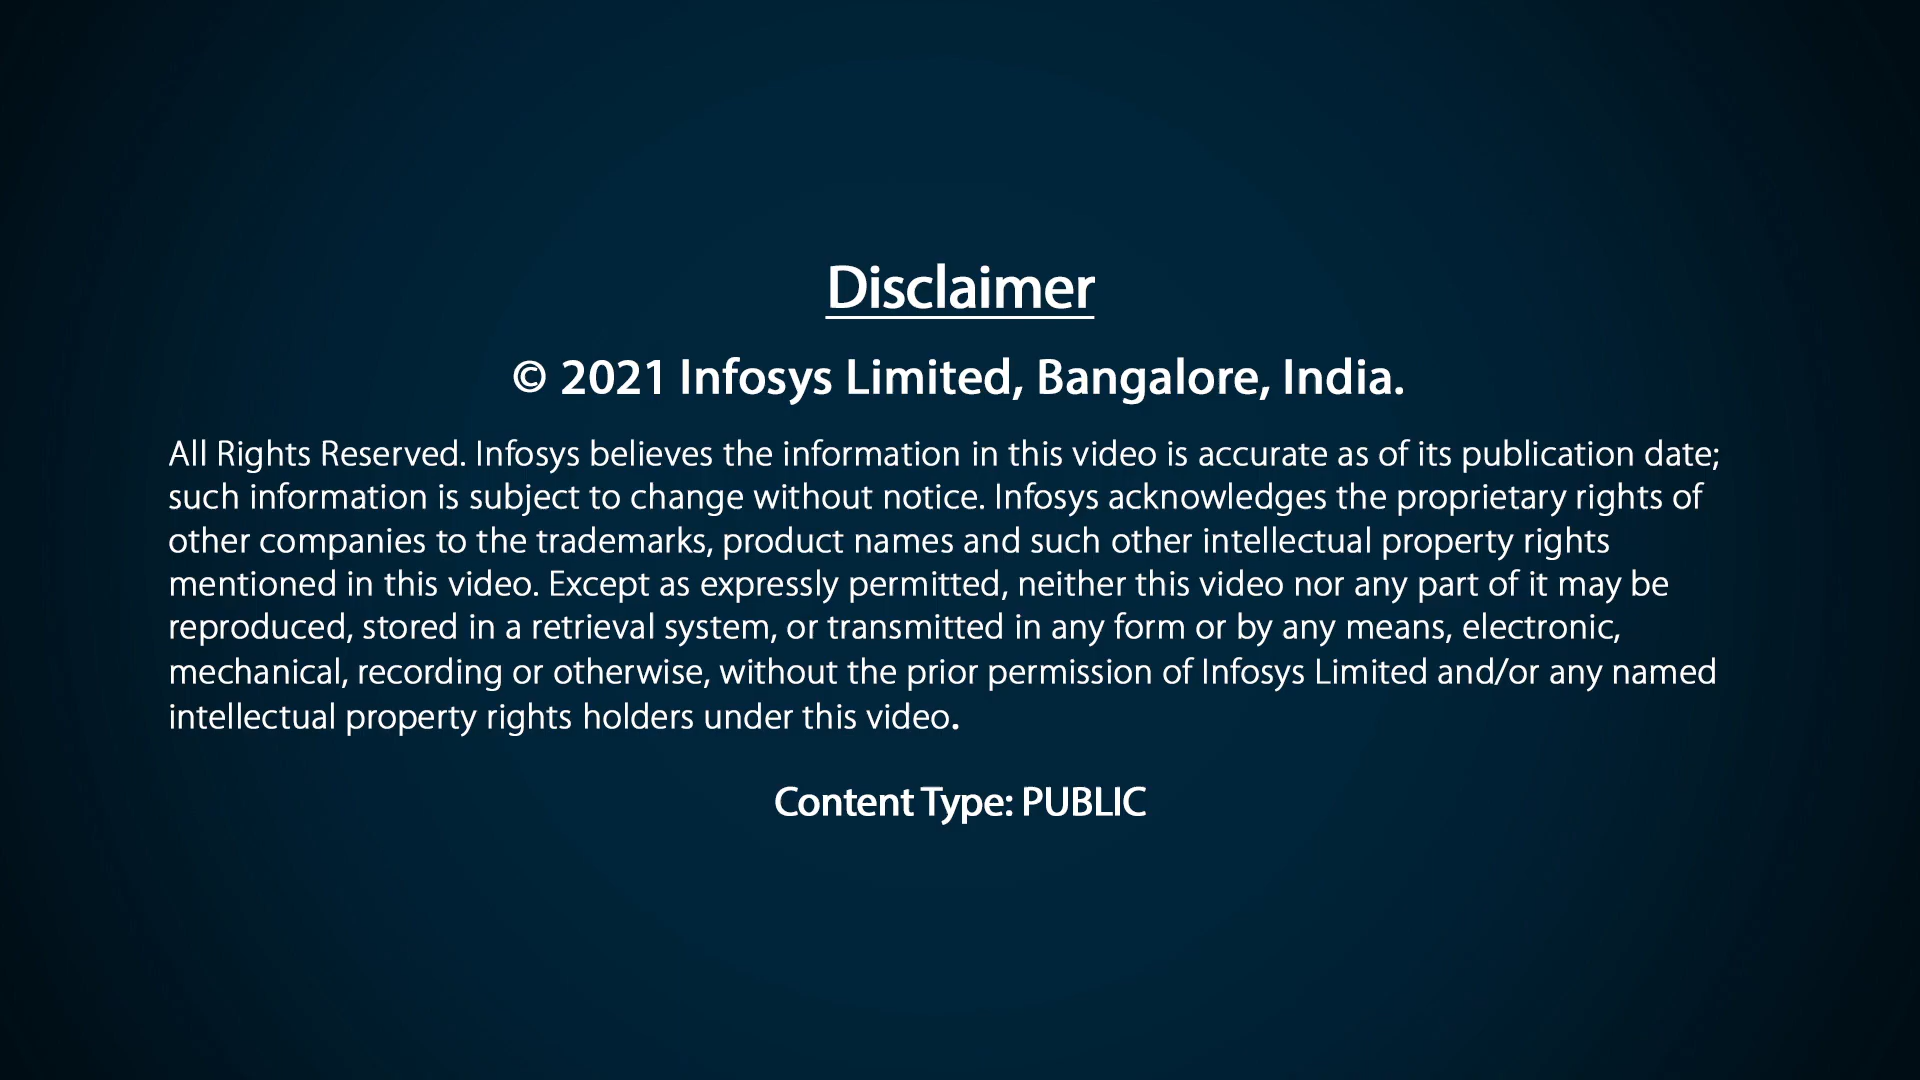 Disclaimer
© 2021 Infosys Limited, Bangalore, India.
All Rights Reserved. Infosys believes the information in this video is accurate as of its publication date;
such information is subject to change without notice. Infosys acknowledges the proprietary rights of
other companies to the trademarks, product names and such other intellectual property rights
mentioned in this video. Except as expressly permitted, neither this video nor any part of it may be
reproduced, stored in a retrieval system, or transmitted in any form or by any means, electronic,
mechanical, recording or otherwise, without the prior permission of Infosys Limited and/or any named
intellectual property rights holders under this video.
Content Type: PUBLIC